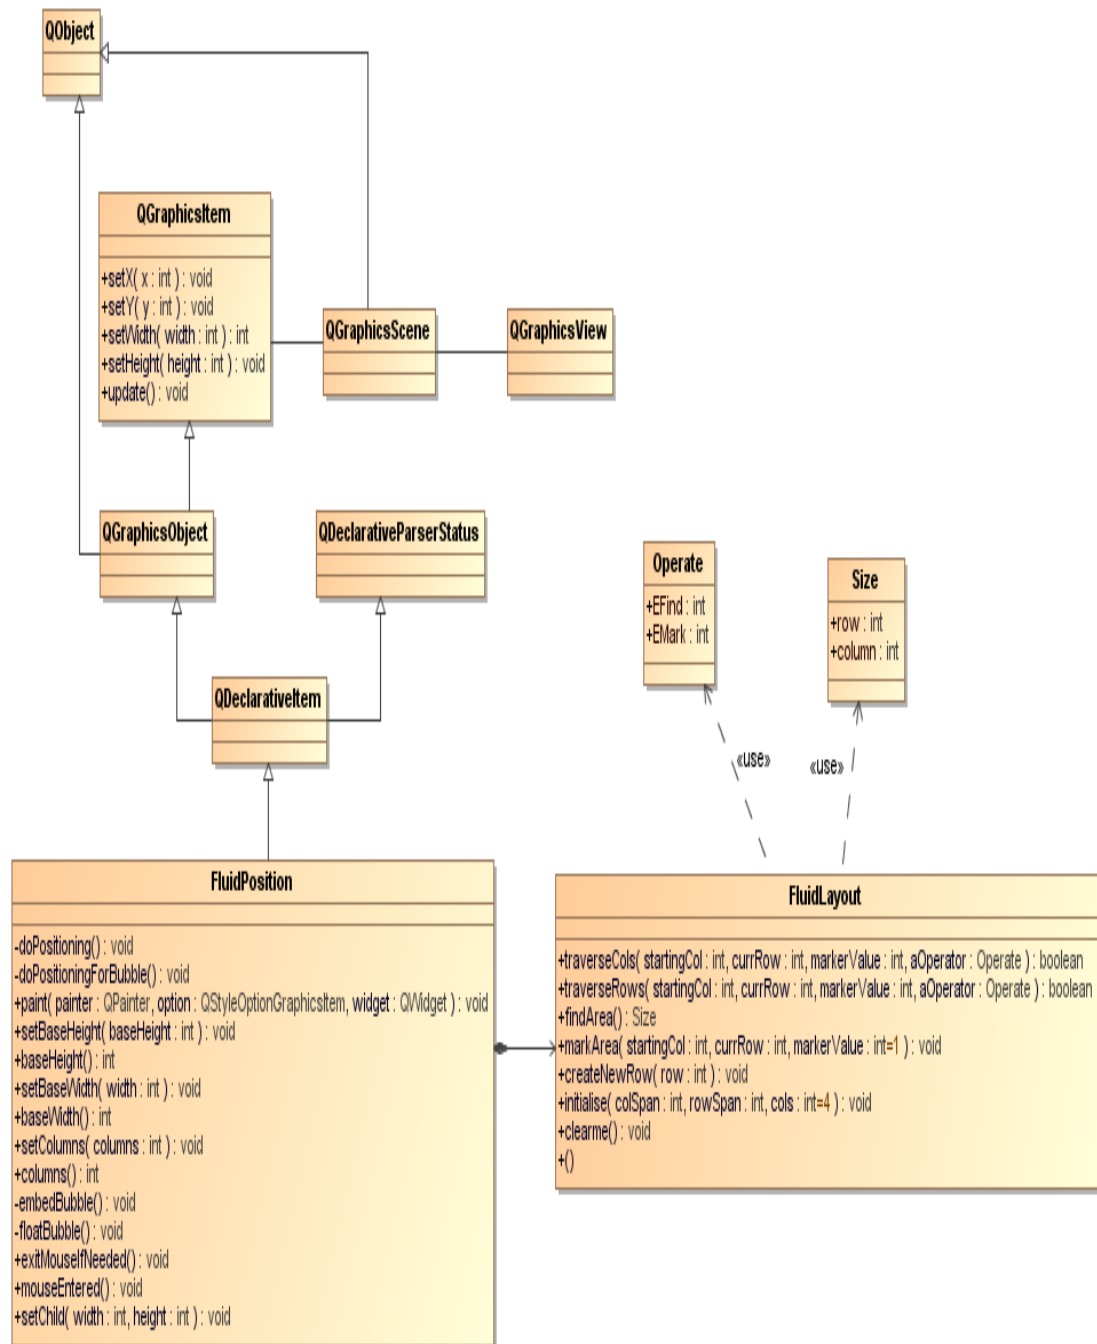 QObject
QGraphicsItem
+setX( x : int ) : void
+setY( y : int ) : void
+setWidth( width : int ) : int
+setHeight( height : int ) : void
+update() : void
QGraphicsScene
QGraphicsView
QGraphicsObject
QDeclarativeParserStatus
Operate
+EFind : int
+EMark : int
Size
+row : int
+column : int
QDeclarativeItem
«use»
«use»
FluidPosition
-doPositioning() : void
-doPositioningForBubble() : void
+paint( painter : QPainter, option : QStyleOptionGraphicsItem, widget : QWidget ) : void
+setBaseHeight( baseHeight : int ) : void
+baseHeight() : int
+setBaseWidth( width : int ) : void
+baseWidth() : int
+setColumns( columns : int ) : void
+columns() : int
-embedBubble() : void
-floatBubble() : void
+exitMouseIfNeeded() : void
+mouseEntered() : void
+setChild( width : int, height : int ) : void
FluidLayout
+traverseCols( startingCol : int, currRow : int, markerValue : int, aOperator : Operate ) : boolean
+traverseRows( startingCol : int, currRow : int, markerValue : int, aOperator : Operate ) : boolean
+findArea() : Size
+markArea( startingCol : int, currRow : int, markerValue : int=1 ) : void
+createNewRow( row : int ) : void
+initialise( colSpan : int, rowSpan : int, cols : int=4 ) : void
+clearme() : void
+()